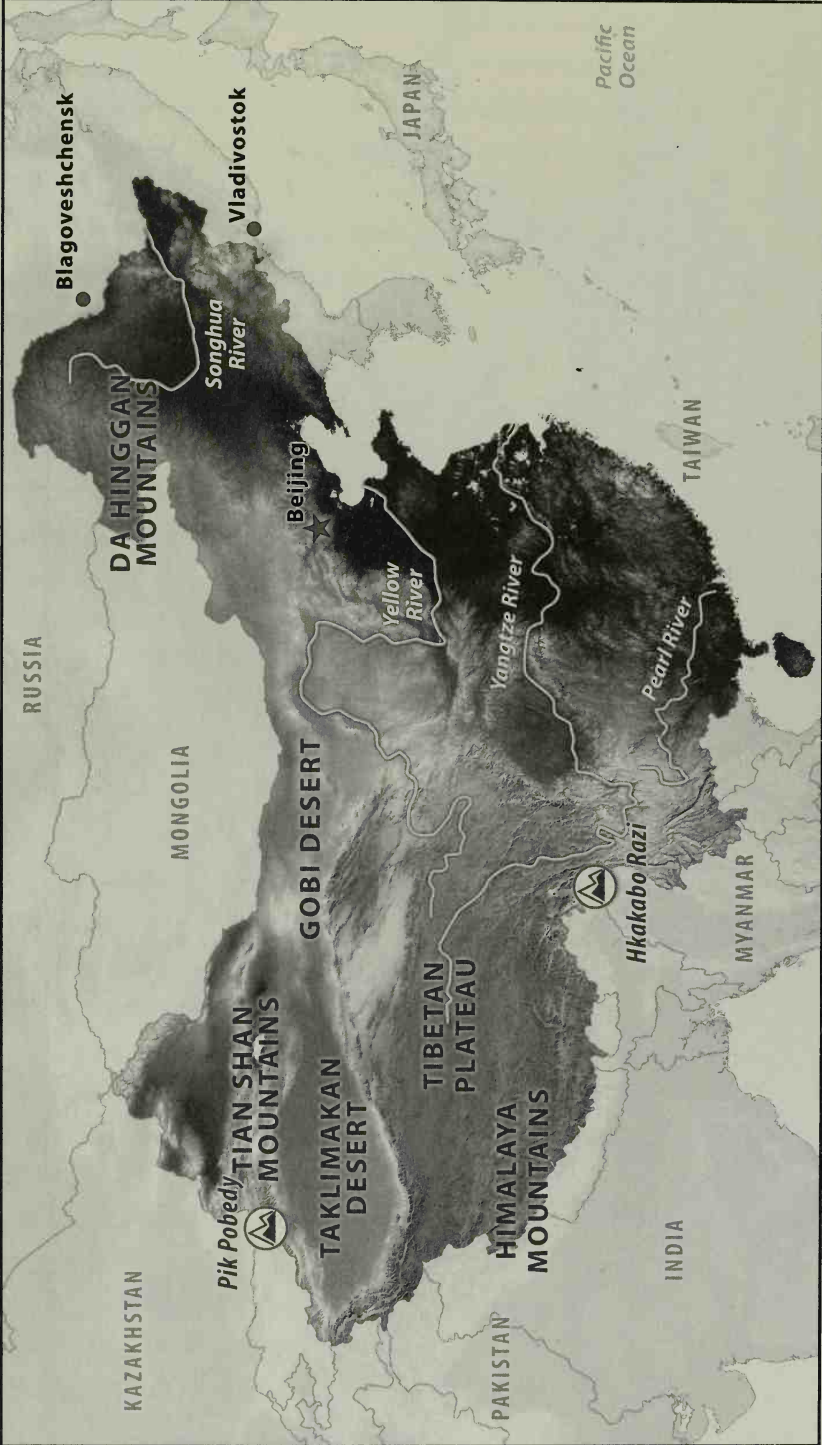 RUSSIA
Blagoveshchensk
KAZAKHSTAN
MONGOLIA
DA HINGGAN
MOUNTAINS
Songhua
River
Vladivostok
Pik Pobedy
TIAN SHAN
MOUNTAINS
GOBI DESERT
Beijing
TAKLIMAKAN
DESERT
Yellow
River
JAPAN
TIBETAN
PLATEAU
PAKISTAN
HIMALAYA
MOUNTAINS
Yangtze River
Hkakabo Razi
Pearl River
Pacific
Ocean
INDIA
MYANMAR
TAIWAN